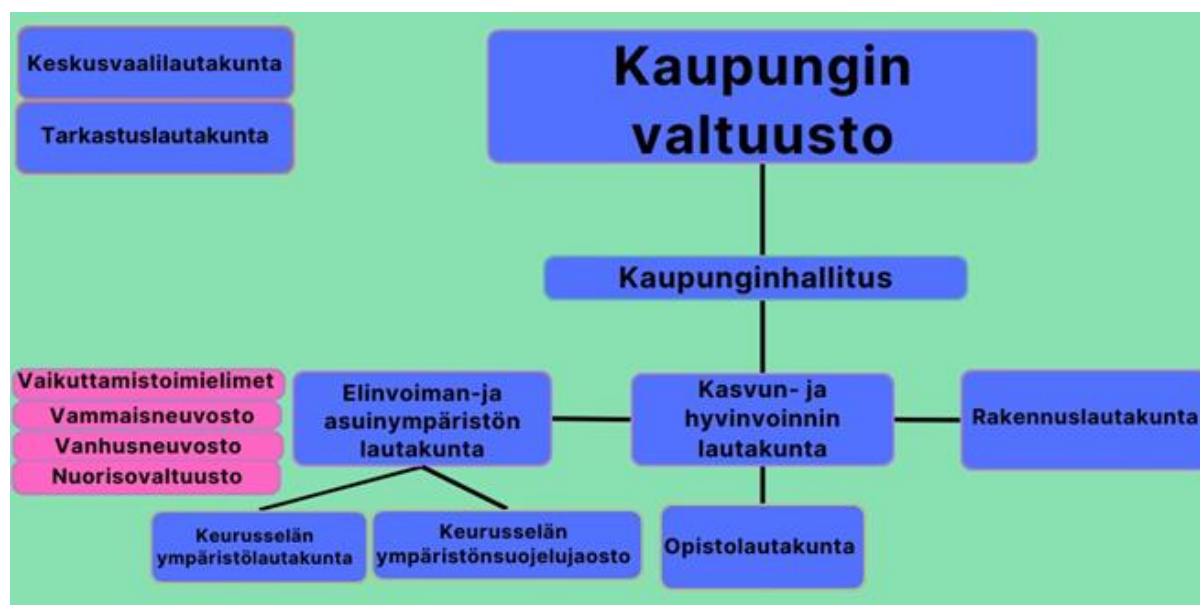 Keskusvaalilautakunta
Tarkastuslautakunta
Kaupungin
valtuusto
Kaupunginhallitus
Vaikuttamistoimielimet
Vammaisneuvosto
Vanhusneuvosto
Nuorisovaltuusto
Elinvoiman-ja
asuinympäristön
lautakunta
Kasvun- ja
hyvinvoinnin
lautakunta
Rakennuslautakunta
Keurusselän
ympäristölautakunta
Keurusselän
ympäristönsuojelujaosto
Opistolautakunta